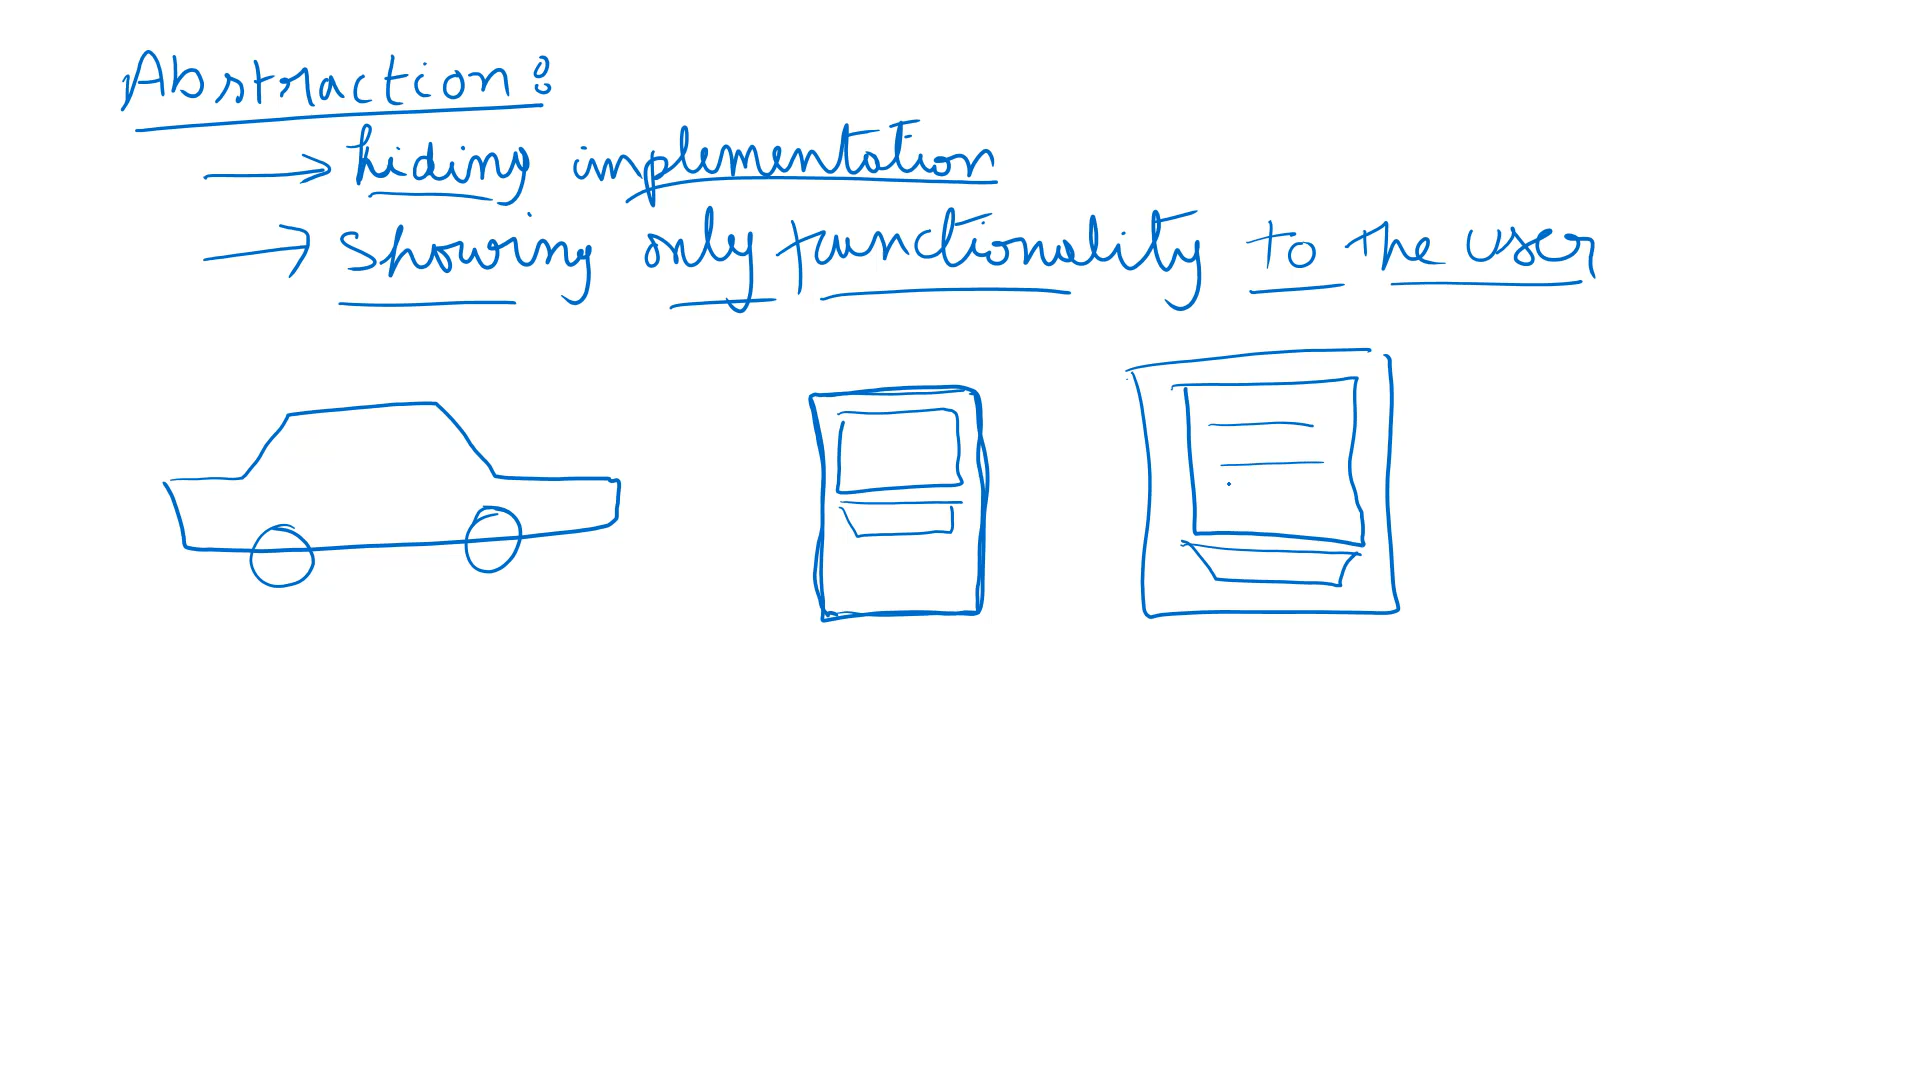 Abstraction:
→ hiding implementation
→ showing only functionality to the user